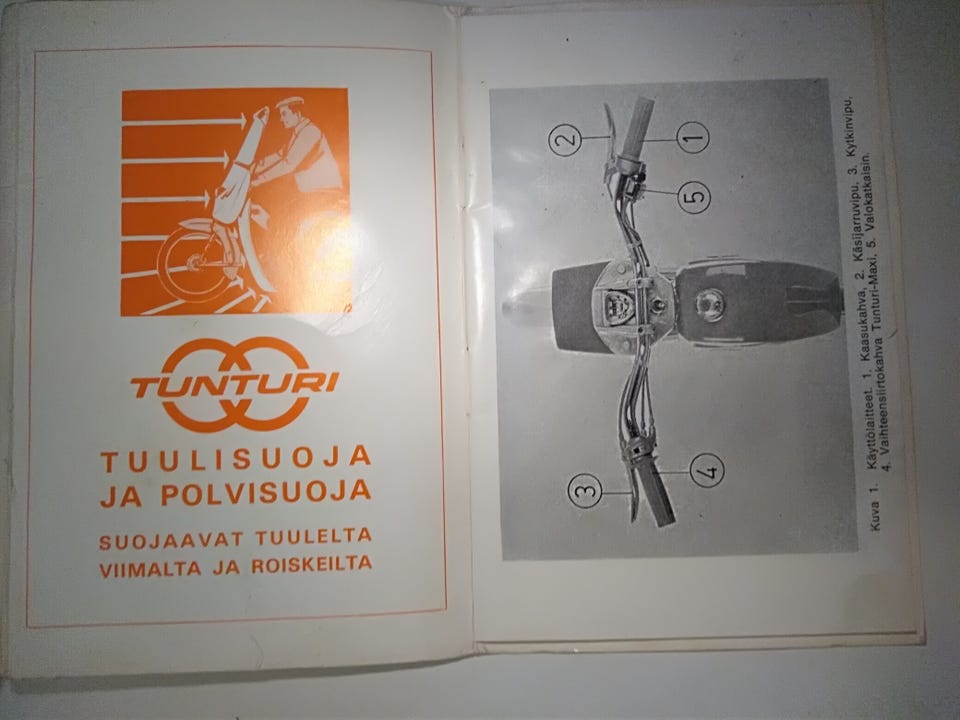 TUNTURI
TUULISUOJA
JA POLVISUOJA
SUOJAAVAT TUULELTA
VIIMALTA JA ROISKEILTA
2
1
5
3
4
Kuva 1. Käyttölaitteet. 1. Kaasukahva, 2. Käsijarruvipu, 3. Kytkinvipu,
4. Vaihteensiirtokahva Tunturi-Maxi, 5. Valokatkaisin.